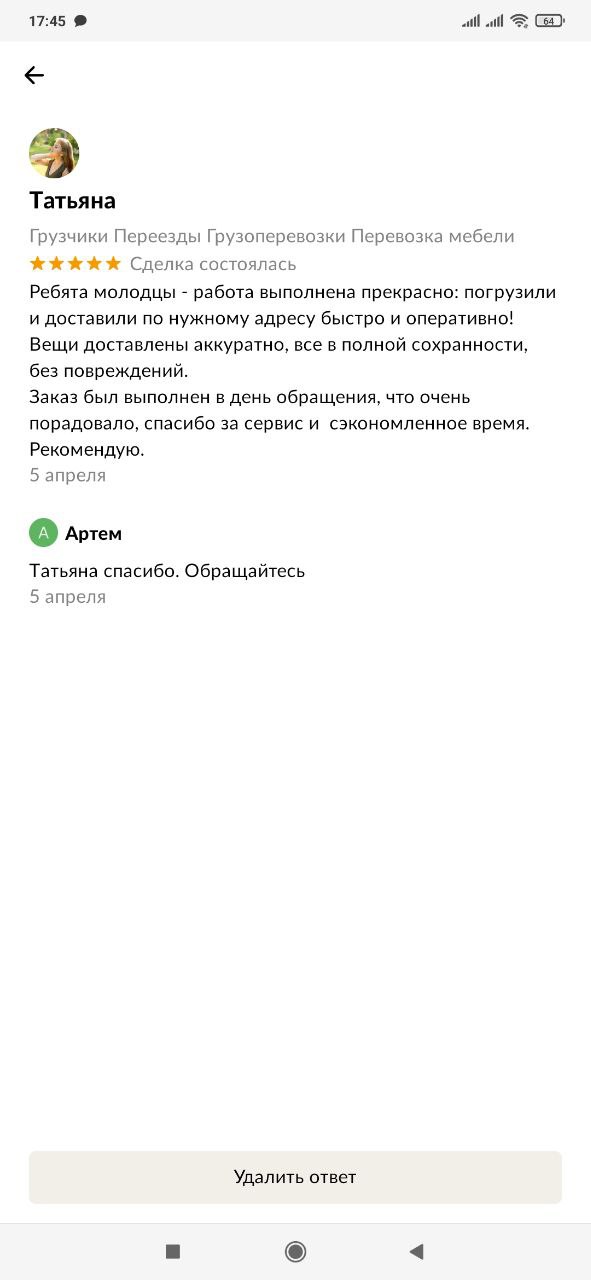 17:45
64
Татьяна
Грузчики Переезды Грузоперевозки Перевозка мебели
Сделка состоялась
Ребята молодцы - работа выполнена прекрасно: погрузили
и доставили по нужному адресу быстро и оперативно!
Вещи доставлены аккуратно, все в полной сохранности,
без повреждений.
Заказ был выполнен в день обращения, что очень
порадовало, спасибо за сервис и  сэкономленное время.
Рекомендую.
5 апреля
А Артем
Татьяна спасибо. Обращайтесь
5 апреля
Удалить ответ